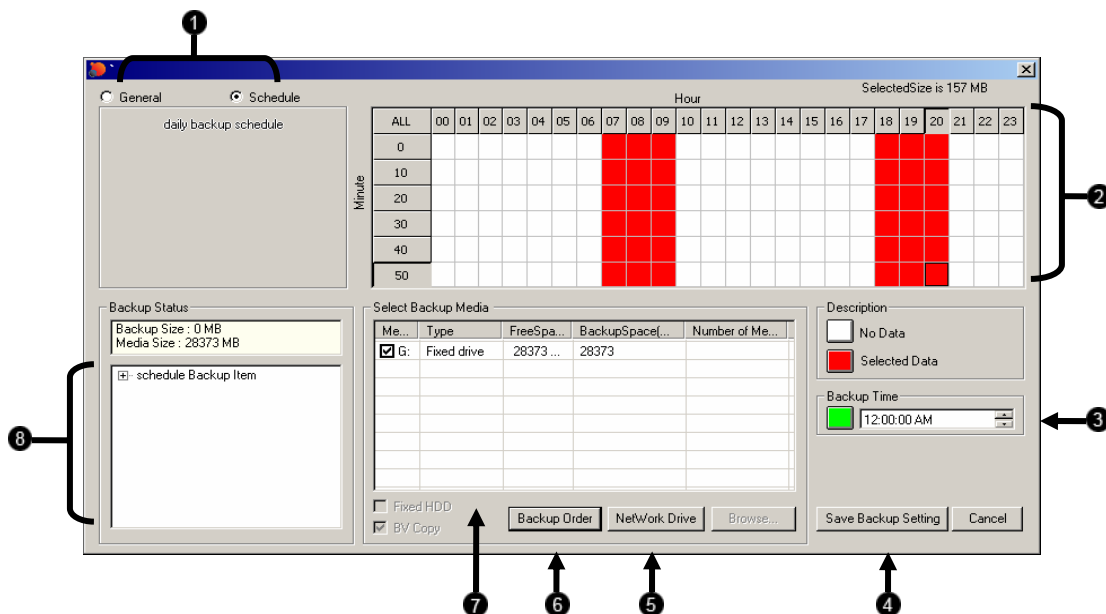 1
SelectedSize is 157 MB
General Schedule
Hour
daily backup schedule
ALL 00 01 02 03 04 05 06 07 08 09 10 11 12 13 14 15 16 17 18 19 20 21 22 23
Minute
0
10
20
30
40
50
2
Backup Status
Backup Size : 0 MB
Media Size : 28373 MB
schedule Backup Item
8
Select Backup Media
Me... Type FreeSpa... BackupSpace(... Number of Me...
G: Fixed drive 28373 ... 28373
Fixed HDD
BV Copy
Backup Order NetWork Drive Browse...
Description
No Data
Selected Data
Backup Time
12:00:00 AM
3
Save Backup Setting Cancel
7 6 5 4